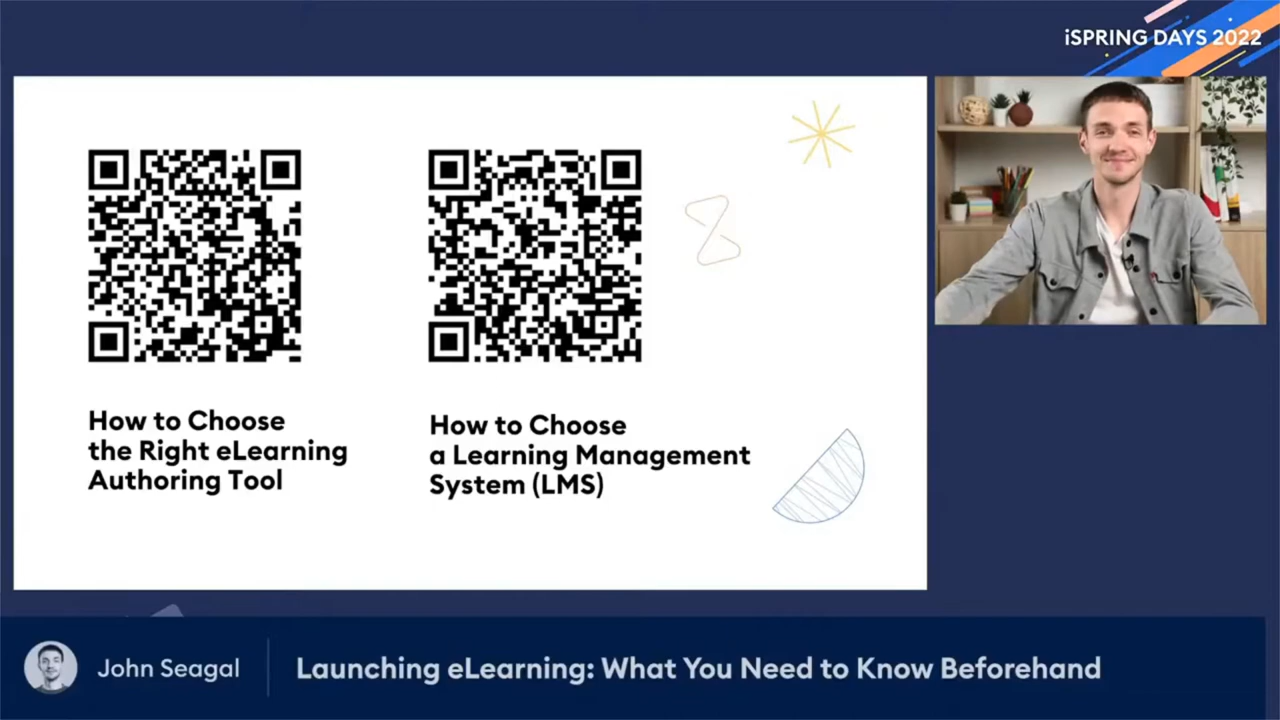 iSPRING DAYS 2022
How to Choose
the Right eLearning
Authoring Tool
How to Choose
a Learning Management
System (LMS)
John Seagal
Launching eLearning: What You Need to Know Beforehand